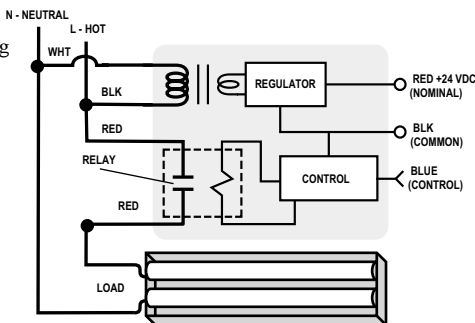 N - NEUTRAL
L - HOT
g
WHT
BLK
RED
RELAY
RED
LOAD
REGULATOR
CONTROL
RED +24 VDC
(NOMINAL)
BLK
(COMMON)
BLUE
(CONTROL)